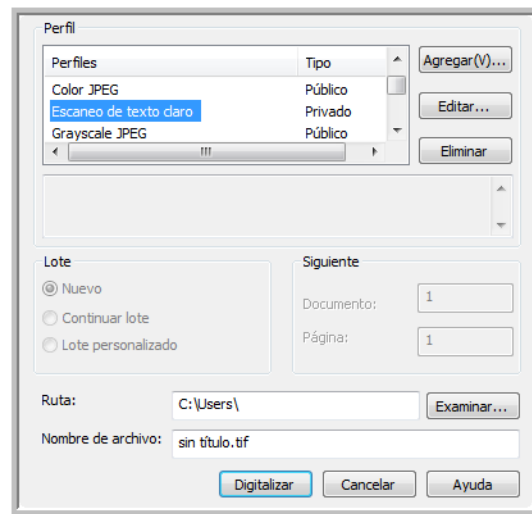 Perfil
Perfiles Tipo
Color JPEG Público
Escaneo de texto claro Privado
Grayscale JPEG Público
Agregar(V)...
Editar...
Eliminar
Lote
Nuevo
Continuar lote
Lote personalizado
Siguiente
Documento: 1
Página: 1
Ruta: C:\Users\ Examinar...
Nombre de archivo: sin título.tif
Digitalizar Cancelar Ayuda